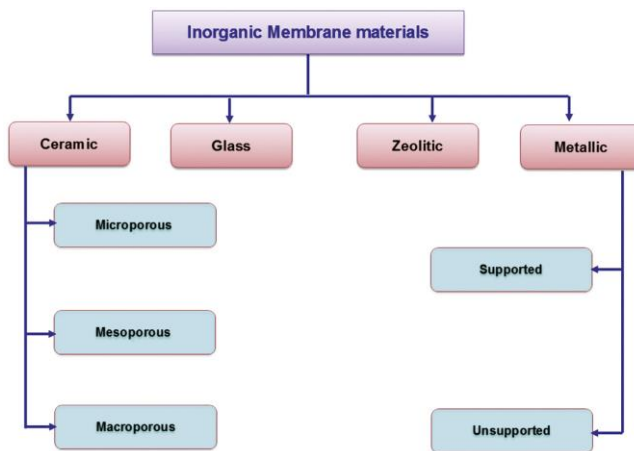 Inorganic Membrane materials
Ceramic
Glass
Zeolitic
Metallic
Microporous
Supported
Mesoporous
Macroporous
Unsupported